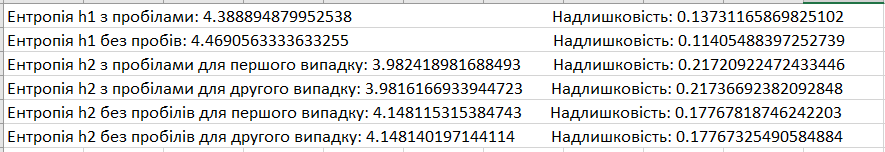 Ентропія h1 з пробілами: 4.388894879952538 Надлишковість: 0.13731165869825102
Ентропія h1 без пробів: 4.4690563333633255 Надлишковість: 0.11405488397252739
Ентропія h2 з пробілами для першого випадку: 3.982418981688493 Надлишковість: 0.21720922472433446
Ентропія h2 з пробілами для другого випадку: 3.9816166933944723 Надлишковість: 0.21736692382092848
Ентропія h2 без пробілів для першого випадку: 4.148115315384743 Надлишковість: 0.17767818746242203
Ентропія h2 без пробілів для другого випадку: 4.148140197144114 Надлишковість: 0.17767325490584884